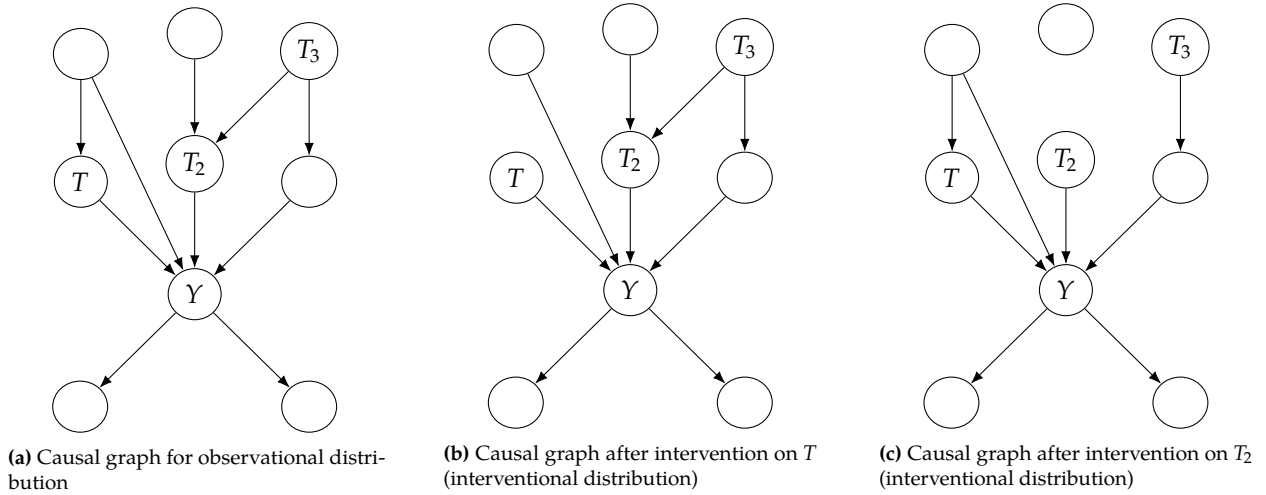 T₃
T₂
T
Y
(a) Causal graph for observational distri-
bution
T₃
T₂
T
Y
(b) Causal graph after intervention on T
(interventional distribution)
T₃
T₂
T
Y
(c) Causal graph after intervention on T₂
(interventional distribution)